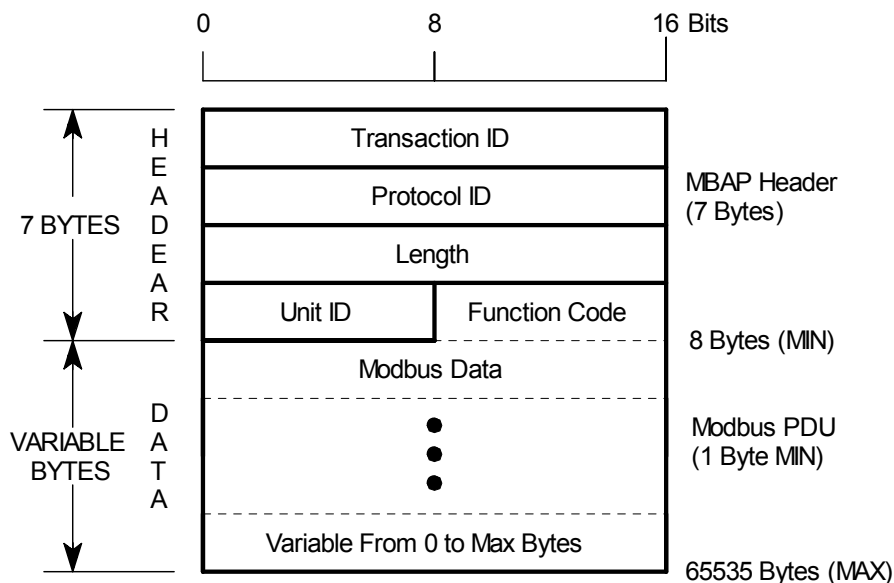 0 8 16 Bits
HEADEAR
Transaction ID
Protocol ID
MBAP Header
(7 Bytes)
7 BYTES
Length
Unit ID
Function Code
8 Bytes (MIN)
Modbus Data
DATA
VARIABLE
BYTES
Modbus PDU
(1 Byte MIN)
Variable From 0 to Max Bytes
65535 Bytes (MAX)